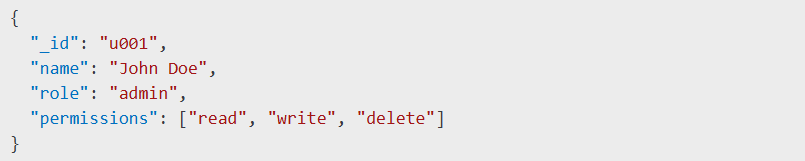 {
  "_id": "u001",
  "name": "John Doe",
  "role": "admin",
  "permissions": ["read", "write", "delete"]
}